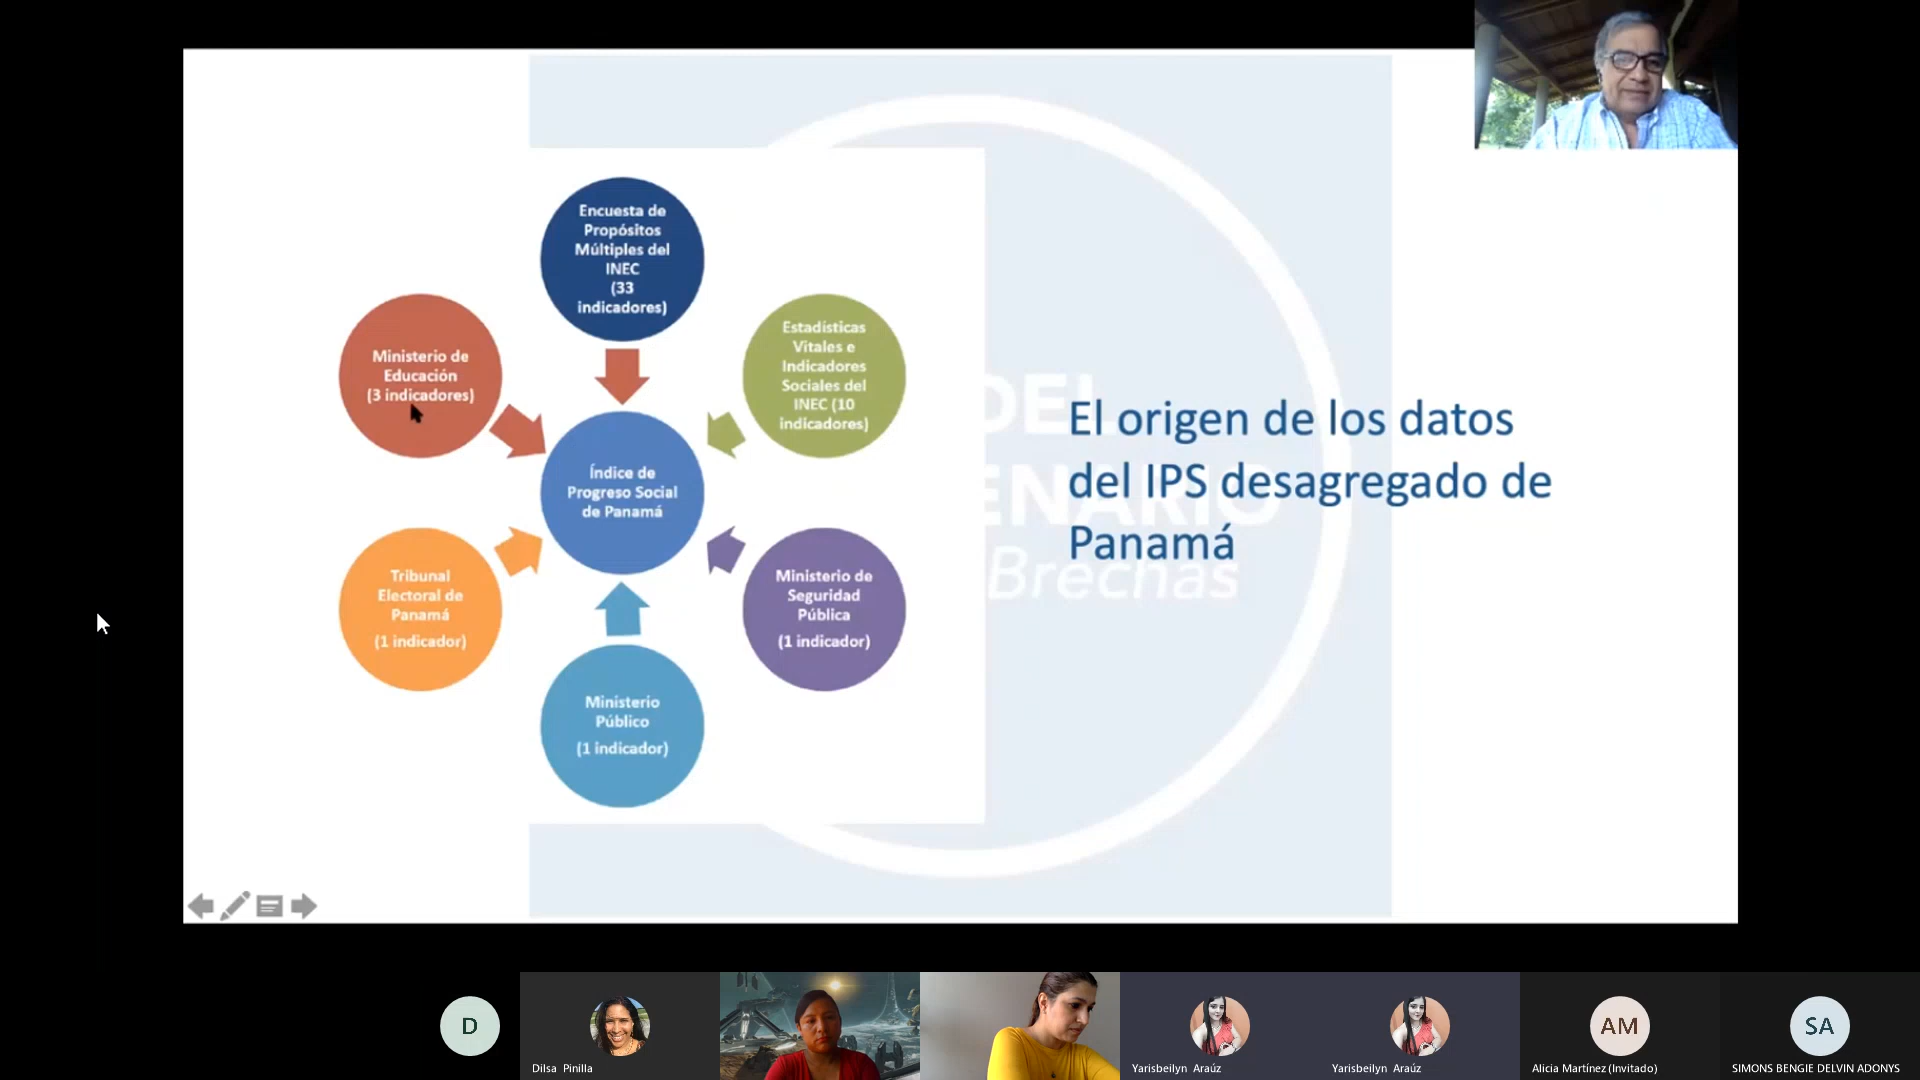 Encuesta de
Propósitos
Múltiples del
INEC
(33
indicadores)
Ministerio de
Educación
(3 indicadores)
Estadísticas
Vitales e
Indicadores
Sociales del
INEC (10
indicadores)
Índice de
Progreso Social
de Panamá
Tribunal
Electoral de
Panamá
(1 indicador)
Ministerio de
Seguridad
Pública
(1 indicador)
Ministerio
Público
(1 indicador)
DEL
ENARIO
Brechas
El origen de los datos
del IPS desagregado de
Panamá
D
Dilsa Pinilla
Yarisbeilyn Araúz
Yarisbeilyn Araúz
AM
Alicia Martínez (Invitado)
SA
SIMONS BENGIE DELVIN ADONYS